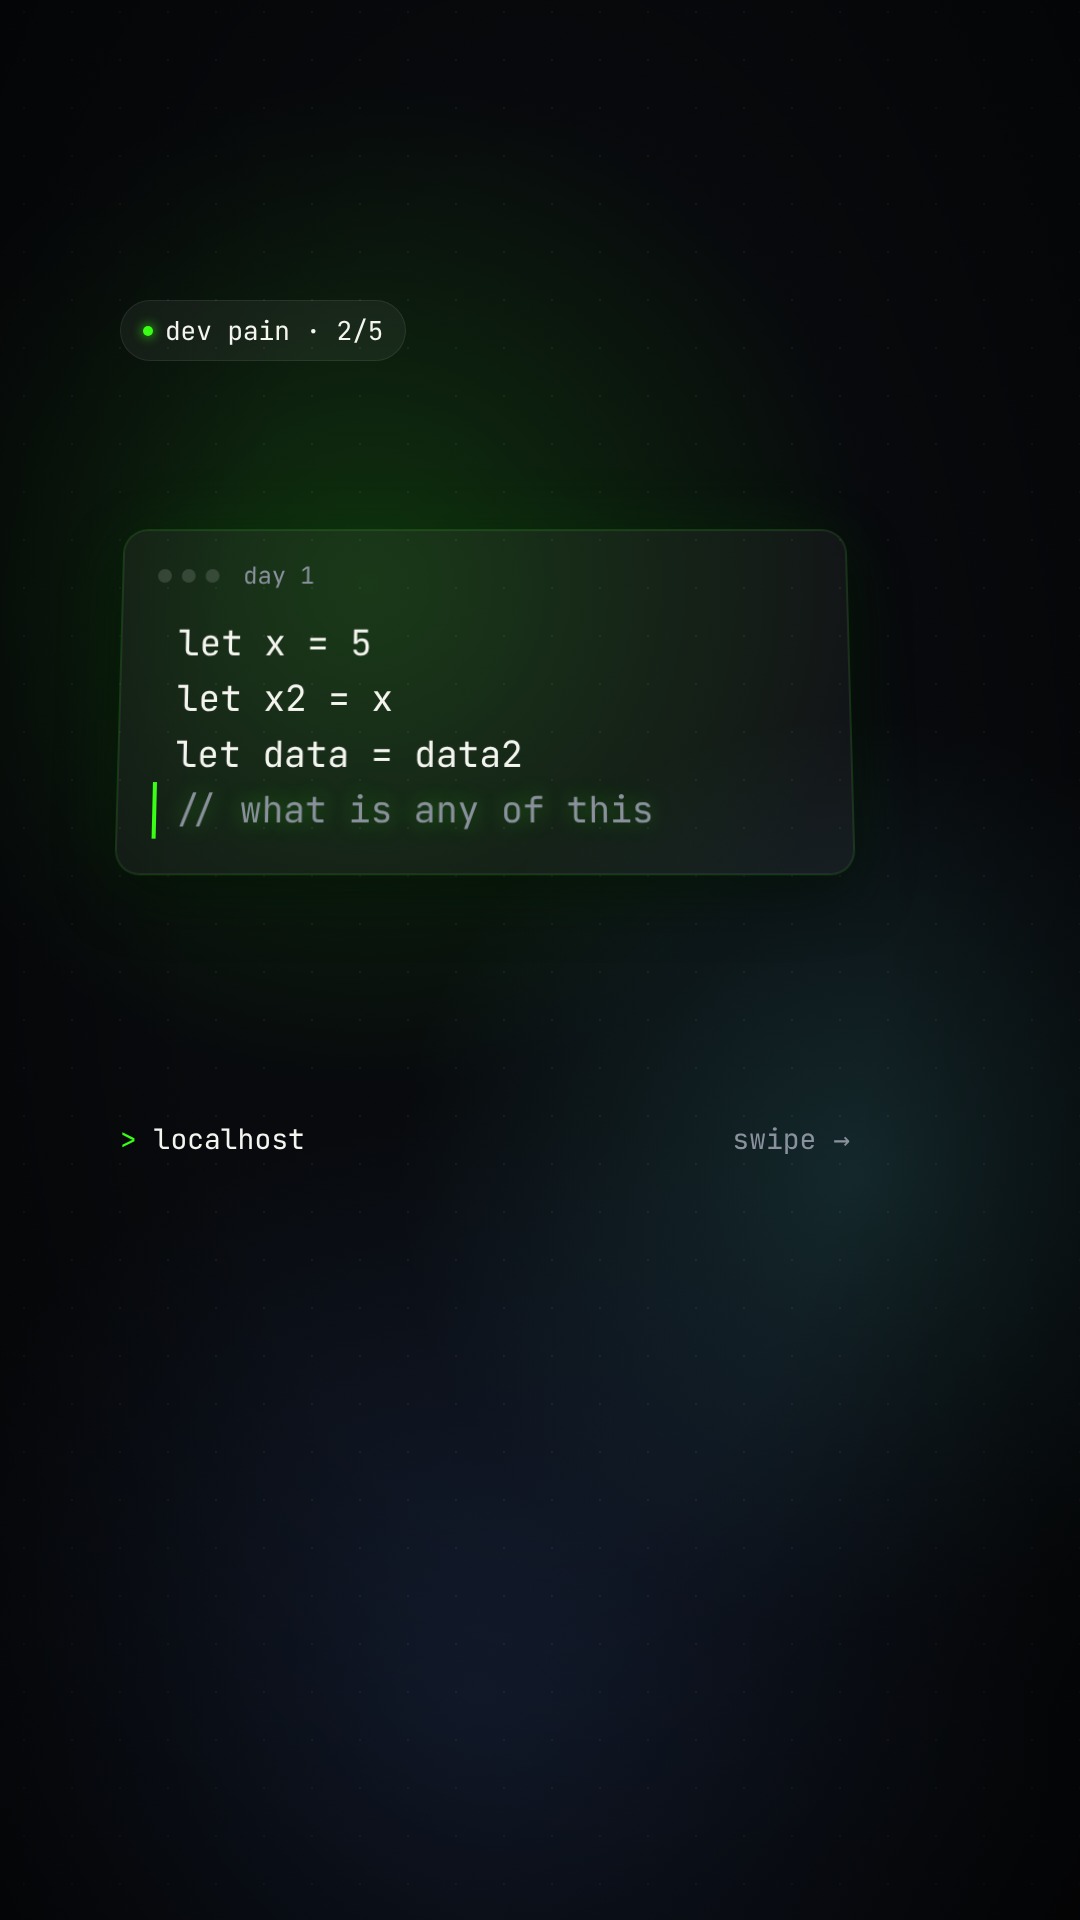 dev pain · 2/5
day 1
let x = 5
let x2 = x
let data = data2
// what is any of this
> localhost
swipe →